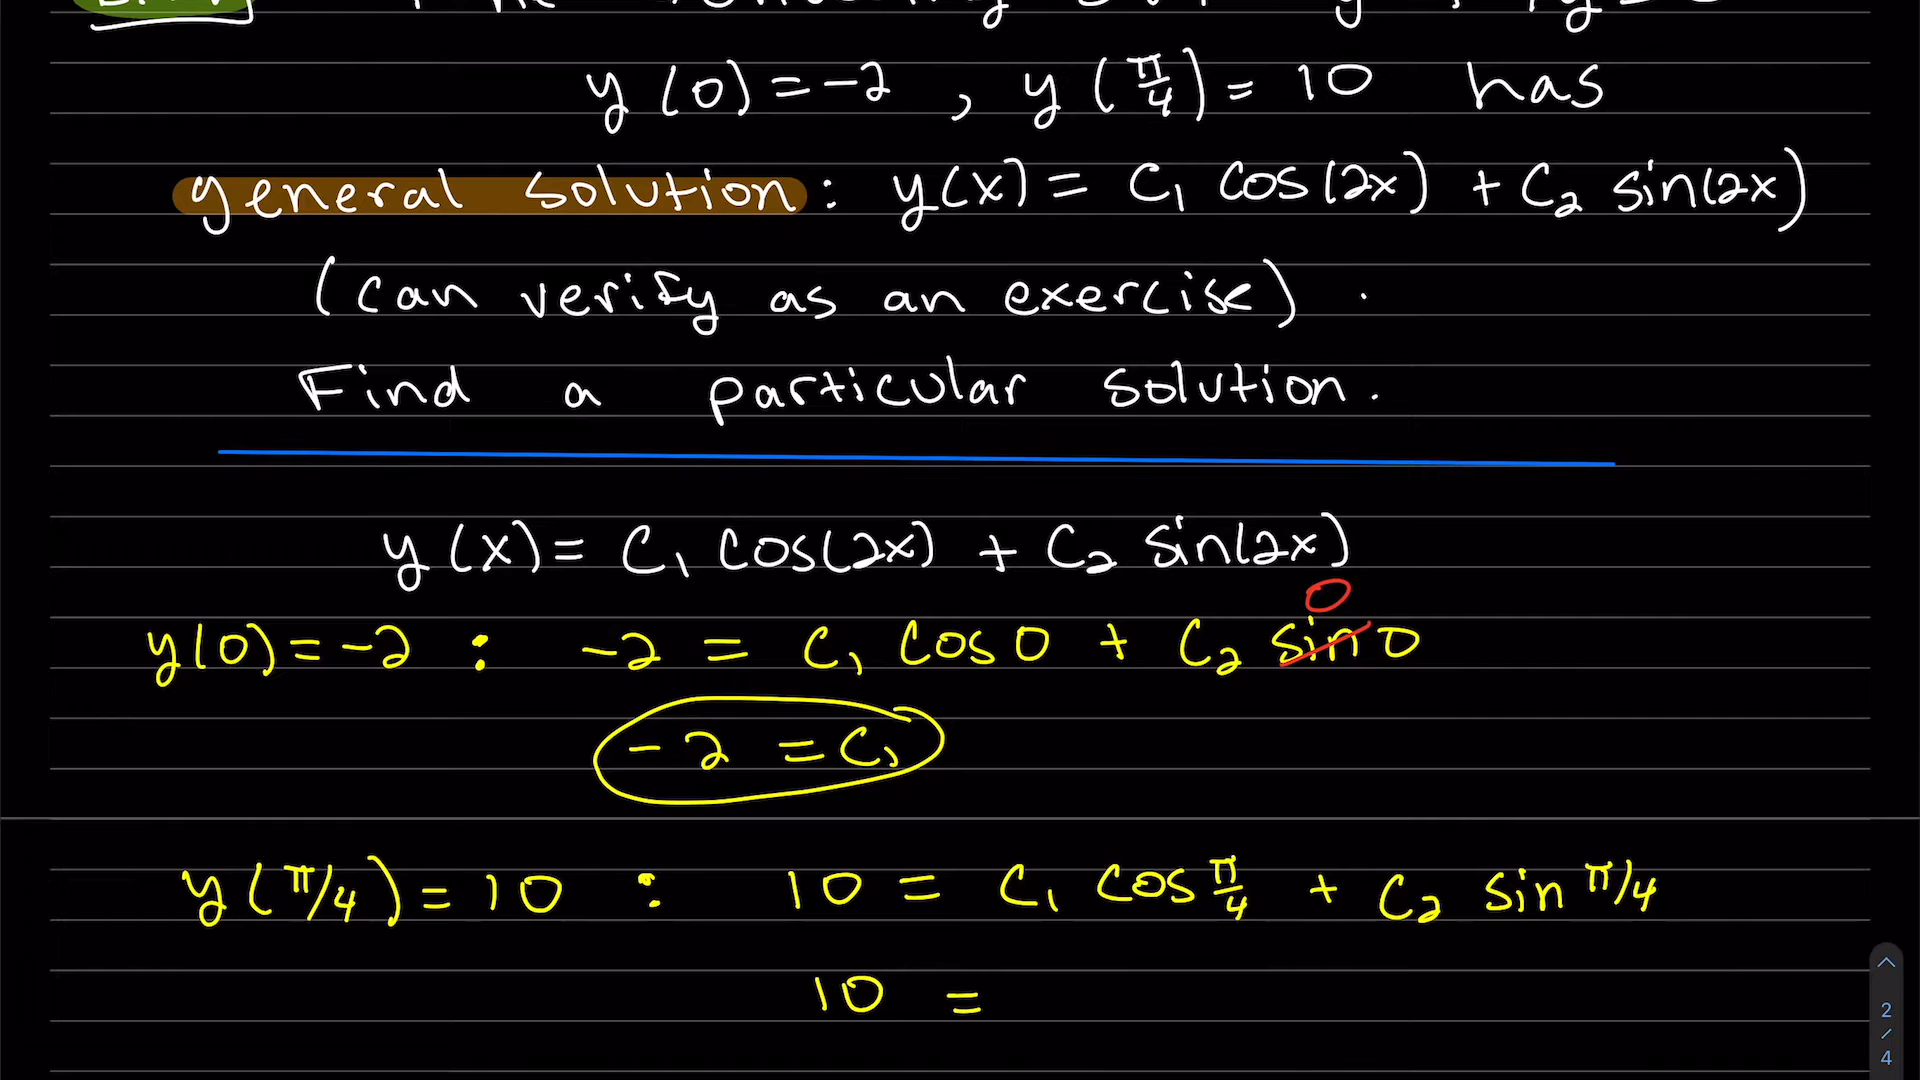 y(0) = -2 , y(π/4) = 10 has
general solution : y(x) = C₁ cos(2x) + C₂ sin(2x)
(can verify as an exercise) .
Find a particular solution.
y(x) = C₁ cos(2x) + C₂ sin(2x)
0
y(0) = -2 : -2 = C₁ cos 0 + C₂ sin 0
-2 = C₁
y(π/4) = 10 : 10 = C₁ cos π/4 + C₂ sin π/4
10 =
2
/
4